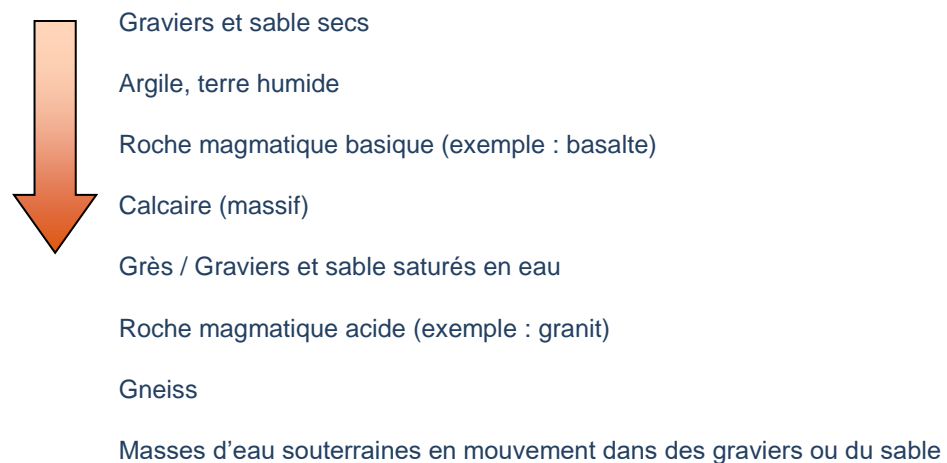 Graviers et sable secs
Argile, terre humide
Roche magmatique basique (exemple : basalte)
Calcaire (massif)
Grès / Graviers et sable saturés en eau
Roche magmatique acide (exemple : granit)
Gneiss
Masses d’eau souterraines en mouvement dans des graviers ou du sable